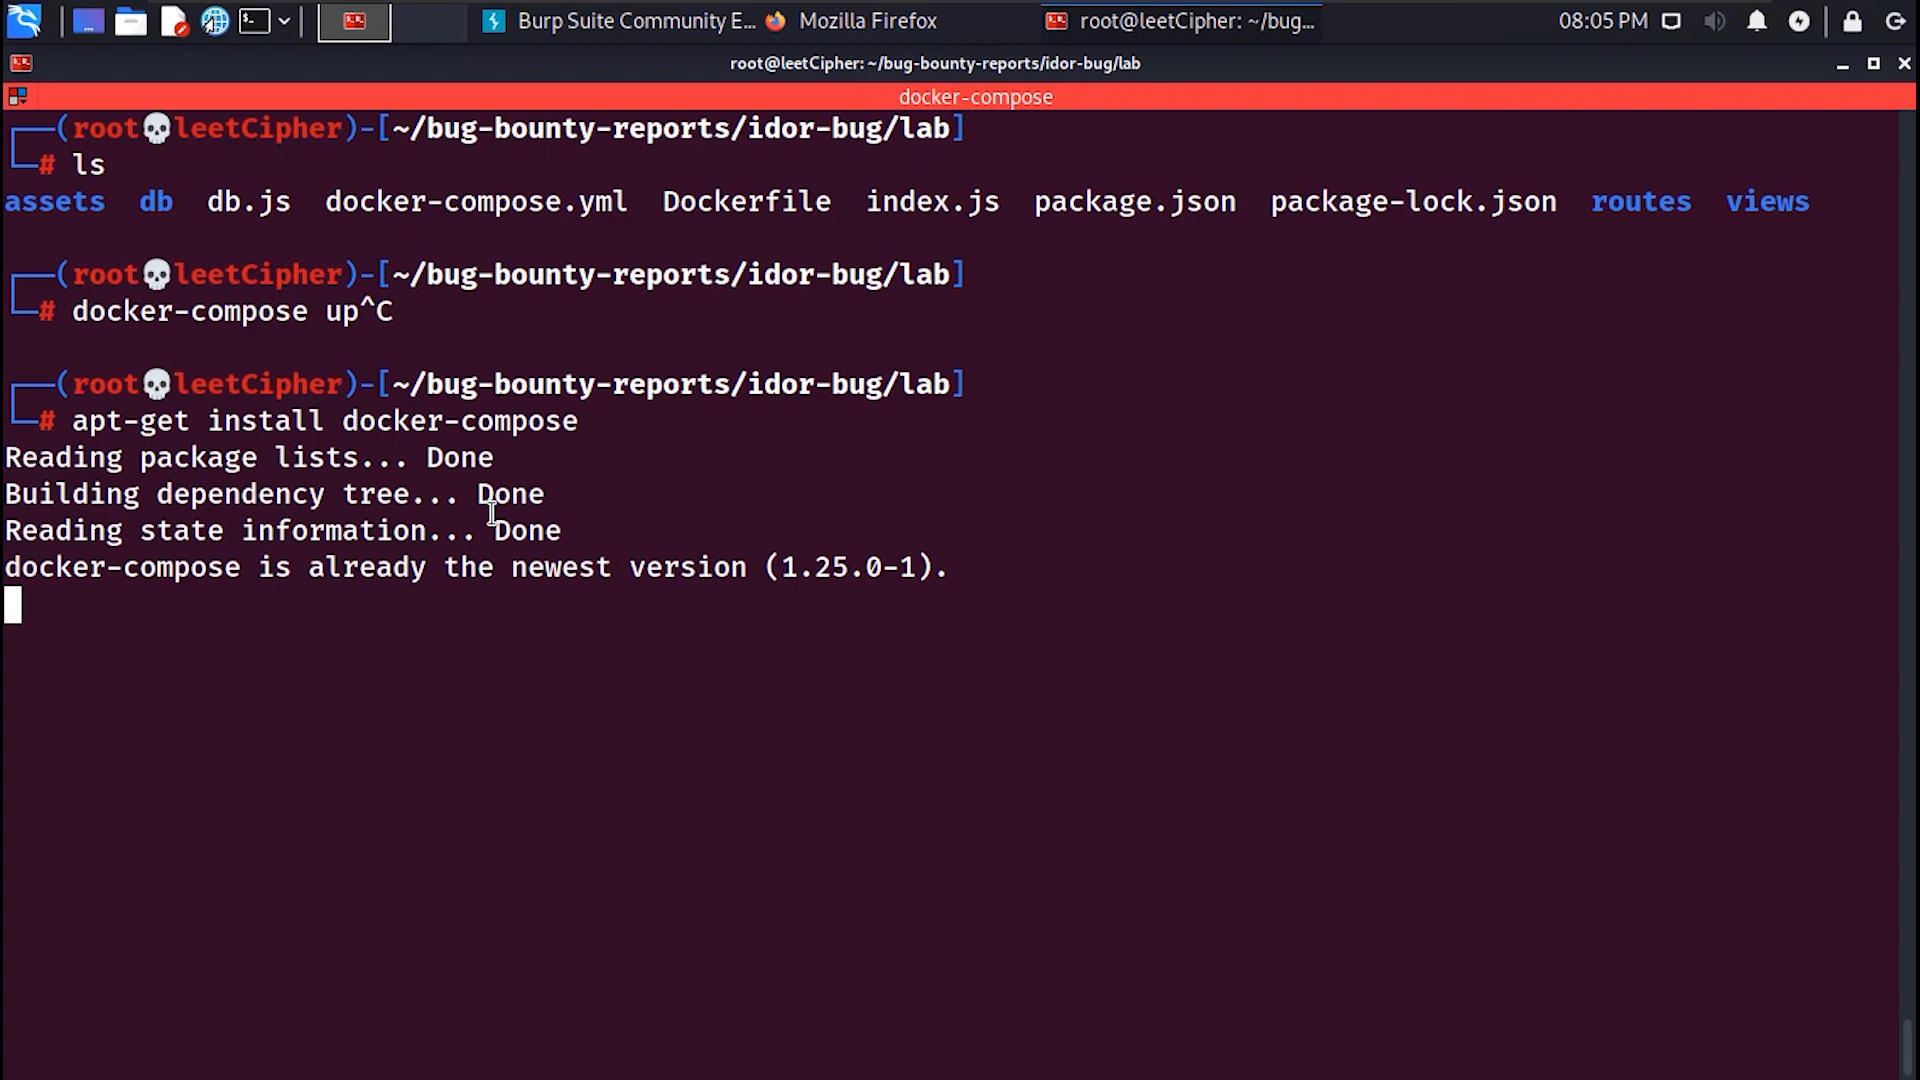 Burp Suite Community E... Mozilla Firefox root@leetCipher: ~/bug... 08:05 PM
root@leetCipher: ~/bug-bounty-reports/idor-bug/lab
docker-compose
┌──(root💀leetCipher)-[~/bug-bounty-reports/idor-bug/lab]
└─# ls
assets db db.js docker-compose.yml Dockerfile index.js package.json package-lock.json routes views
┌──(root💀leetCipher)-[~/bug-bounty-reports/idor-bug/lab]
└─# docker-compose up^C
┌──(root💀leetCipher)-[~/bug-bounty-reports/idor-bug/lab]
└─# apt-get install docker-compose
Reading package lists... Done
Building dependency tree... Done
Reading state information... Done
docker-compose is already the newest version (1.25.0-1).